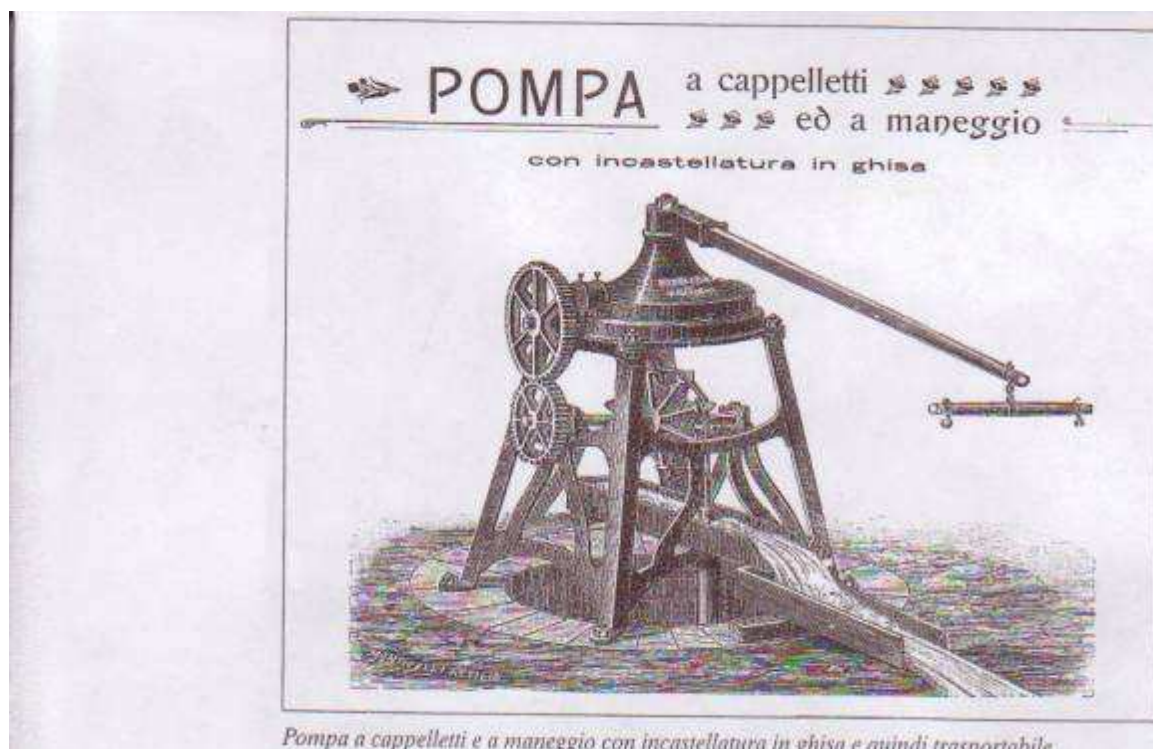 POMPA a cappelletti
ed a maneggio
con incastellatura in ghisa
Pompa a cappelletti e a maneggio con incastellatura in ghisa e quindi trasportabile